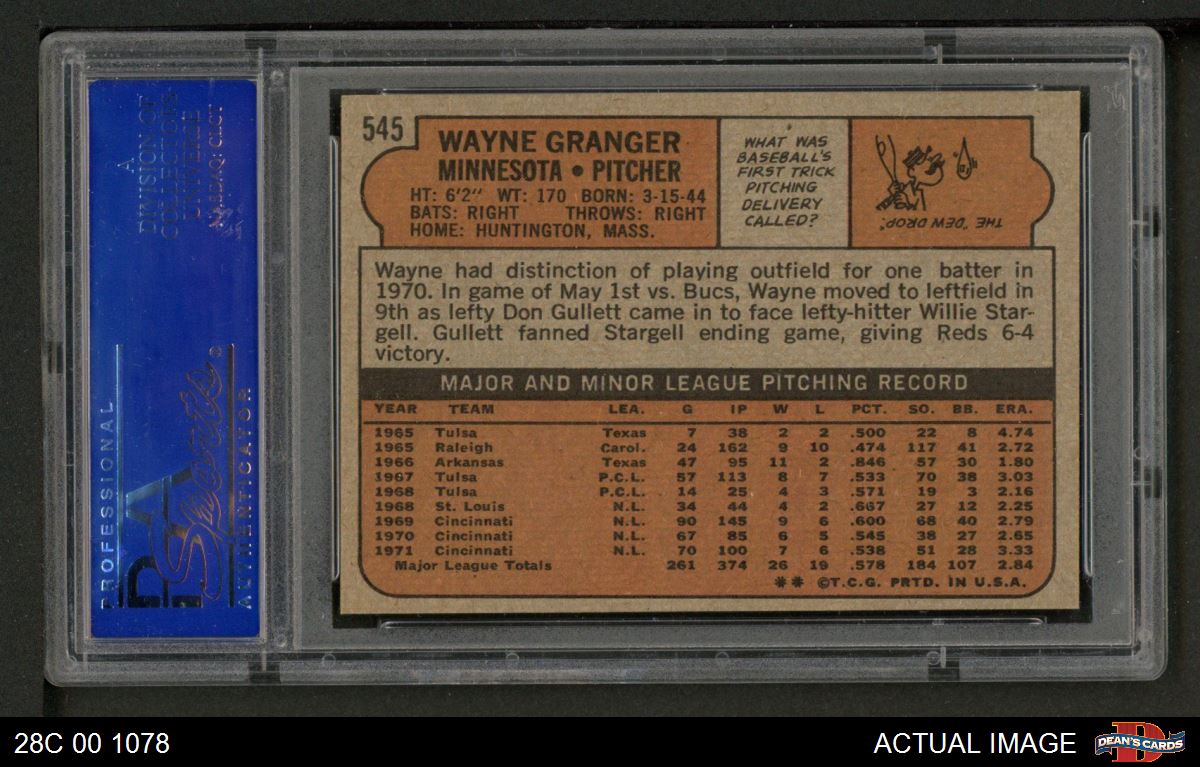 A
DIVISION OF
COLLECTORS
UNIVERSE
NASDAQ: CLCT
PROFESSIONAL
PSA
Sports®
AUTHENTICATOR
545
WAYNE GRANGER
MINNESOTA • PITCHER
HT: 6'2" WT: 170 BORN: 3-15-44
BATS: RIGHT THROWS: RIGHT
HOME: HUNTINGTON, MASS.
WHAT WAS
BASEBALL'S
FIRST TRICK
PITCHING
DELIVERY
CALLED?
THE "DEW DROP".
Wayne had distinction of playing outfield for one batter in
1970. In game of May 1st vs. Bucs, Wayne moved to leftfield in
9th as lefty Don Gullett came in to face lefty-hitter Willie Star-
gell. Gullett fanned Stargell ending game, giving Reds 6-4
victory.
MAJOR AND MINOR LEAGUE PITCHING RECORD
YEAR TEAM LEA. G IP W L PCT. SO. BB. ERA.
1965 Tulsa Texas 7 38 2 2 .500 22 8 4.74
1965 Raleigh Carol. 24 162 9 10 .474 117 41 2.72
1966 Arkansas Texas 47 95 11 2 .846 57 30 1.80
1967 Tulsa P.C.L. 57 113 8 7 .533 70 38 3.03
1968 Tulsa P.C.L. 14 25 4 3 .571 19 3 2.16
1968 St. Louis N.L. 34 44 4 2 .667 27 12 2.25
1969 Cincinnati N.L. 90 145 9 6 .600 68 40 2.79
1970 Cincinnati N.L. 67 85 6 5 .545 38 27 2.65
1971 Cincinnati N.L. 70 100 7 6 .538 51 28 3.33
Major League Totals 261 374 26 19 .578 184 107 2.84
** ©T.C.G. PRTD. IN U.S.A.
28C 00 1078
ACTUAL IMAGE
D
DEAN'S CARDS